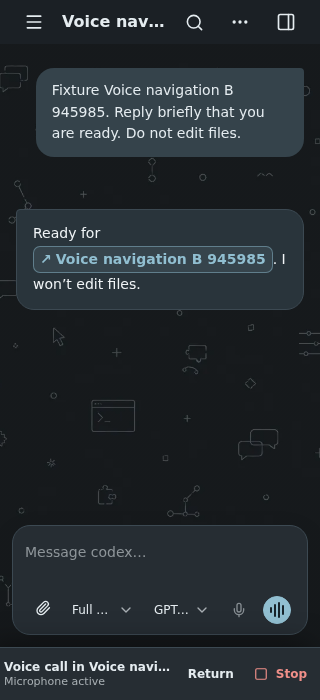 Voice nav...
Fixture Voice navigation B
945985. Reply briefly that you
are ready. Do not edit files.
Ready for
↗ Voice navigation B 945985. I
won’t edit files.
Message codex...
Full ... GPT...
Voice call in Voice navi... Return Stop
Microphone active